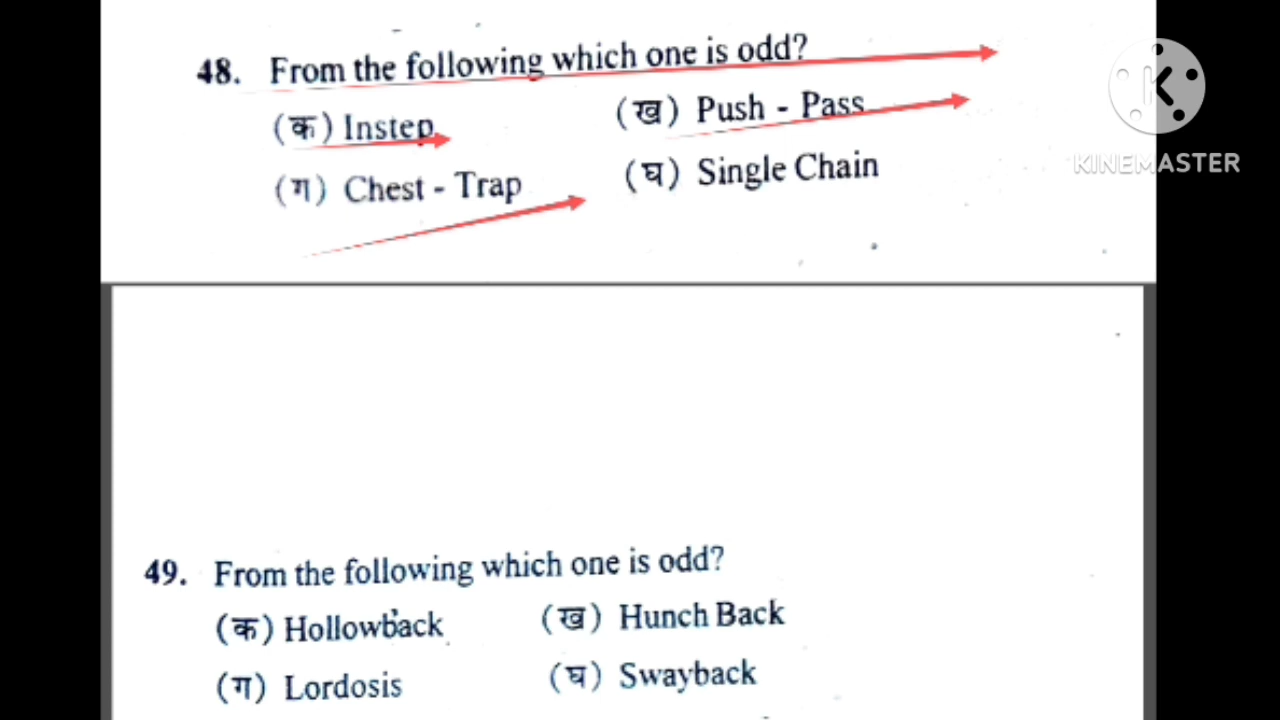 48. From the following which one is odd?
(क) Instep (ख) Push - Pass
(ग) Chest - Trap (घ) Single Chain
KINEMASTER
49. From the following which one is odd?
(क) Hollowback (ख) Hunch Back
(ग) Lordosis (घ) Swayback